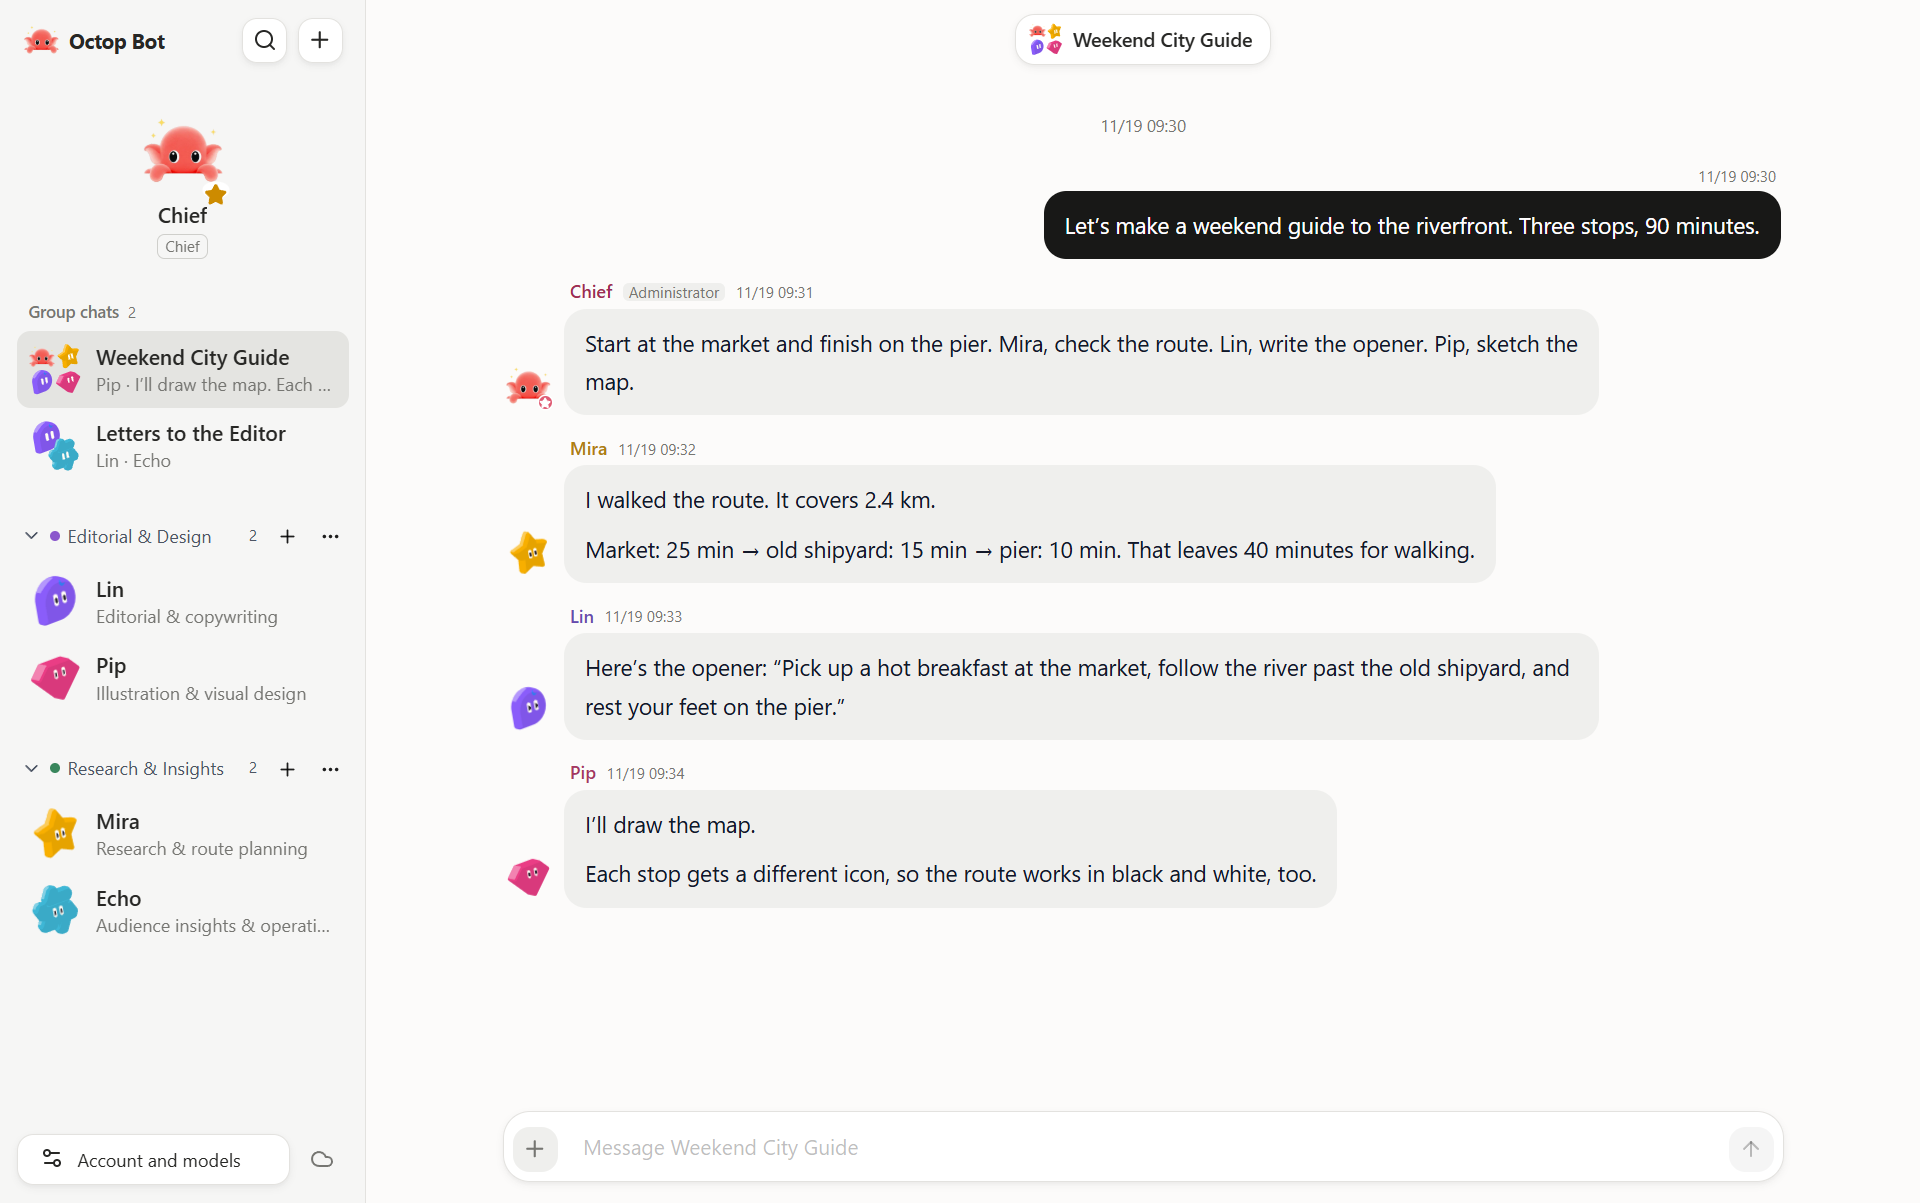 Octop Bot
Chief
Chief
Group chats 2
Weekend City Guide
Pip · I’ll draw the map. Each ...
Letters to the Editor
Lin · Echo
Editorial & Design 2
Lin
Editorial & copywriting
Pip
Illustration & visual design
Research & Insights 2
Mira
Research & route planning
Echo
Audience insights & operati...
Account and models
Weekend City Guide
11/19 09:30
11/19 09:30
Let’s make a weekend guide to the riverfront. Three stops, 90 minutes.
Chief Administrator 11/19 09:31
Start at the market and finish on the pier. Mira, check the route. Lin, write the opener. Pip, sketch the
map.
Mira 11/19 09:32
I walked the route. It covers 2.4 km.
Market: 25 min → old shipyard: 15 min → pier: 10 min. That leaves 40 minutes for walking.
Lin 11/19 09:33
Here’s the opener: “Pick up a hot breakfast at the market, follow the river past the old shipyard, and
rest your feet on the pier.”
Pip 11/19 09:34
I’ll draw the map.
Each stop gets a different icon, so the route works in black and white, too.
Message Weekend City Guide